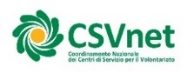 CSVnet
Coordinamento Nazionale
dei Centri di Servizio per il Volontariato